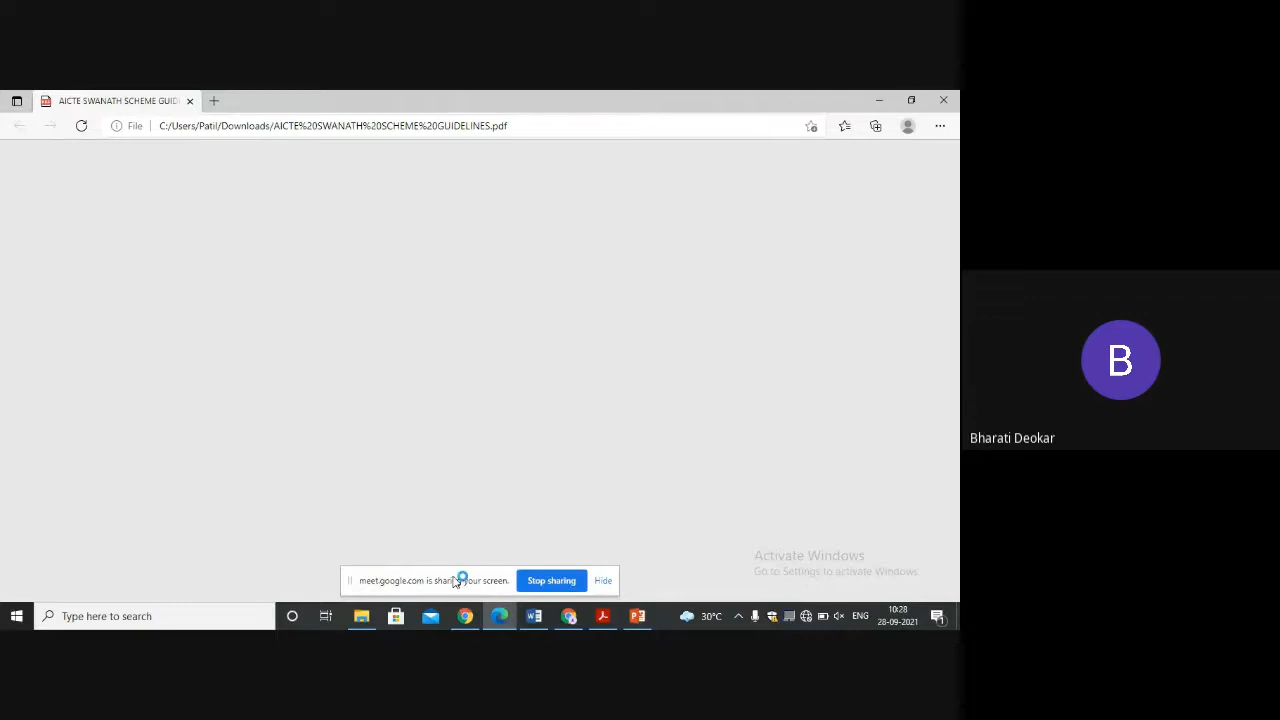 AICTE SWANATH SCHEME GUID
File
C:/Users/Patil/Downloads/AICTE%20SWANATH%20SCHEME%20GUIDELINES.pdf
B
Bharati Deokar
Activate Windows
Go to Settings to activate Windows.
meet.google.com is sharing your screen.
Stop sharing
Hide
Type here to search
30°C
ENG
10:28
28-09-2021
1